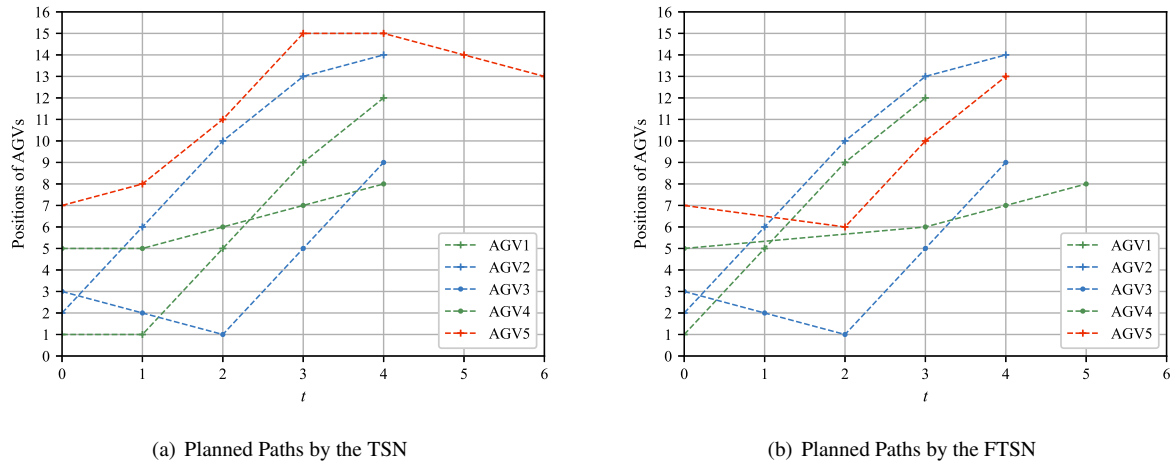 16
15
14
13
12
11
10
9
8
7
6
5
4
3
2
1
0
Positions of AGVs
0 1 2 3 4 5 6
t
AGV1
AGV2
AGV3
AGV4
AGV5
(a) Planned Paths by the TSN
16
15
14
13
12
11
10
9
8
7
6
5
4
3
2
1
0
Positions of AGVs
0 1 2 3 4 5 6
t
AGV1
AGV2
AGV3
AGV4
AGV5
(b) Planned Paths by the FTSN